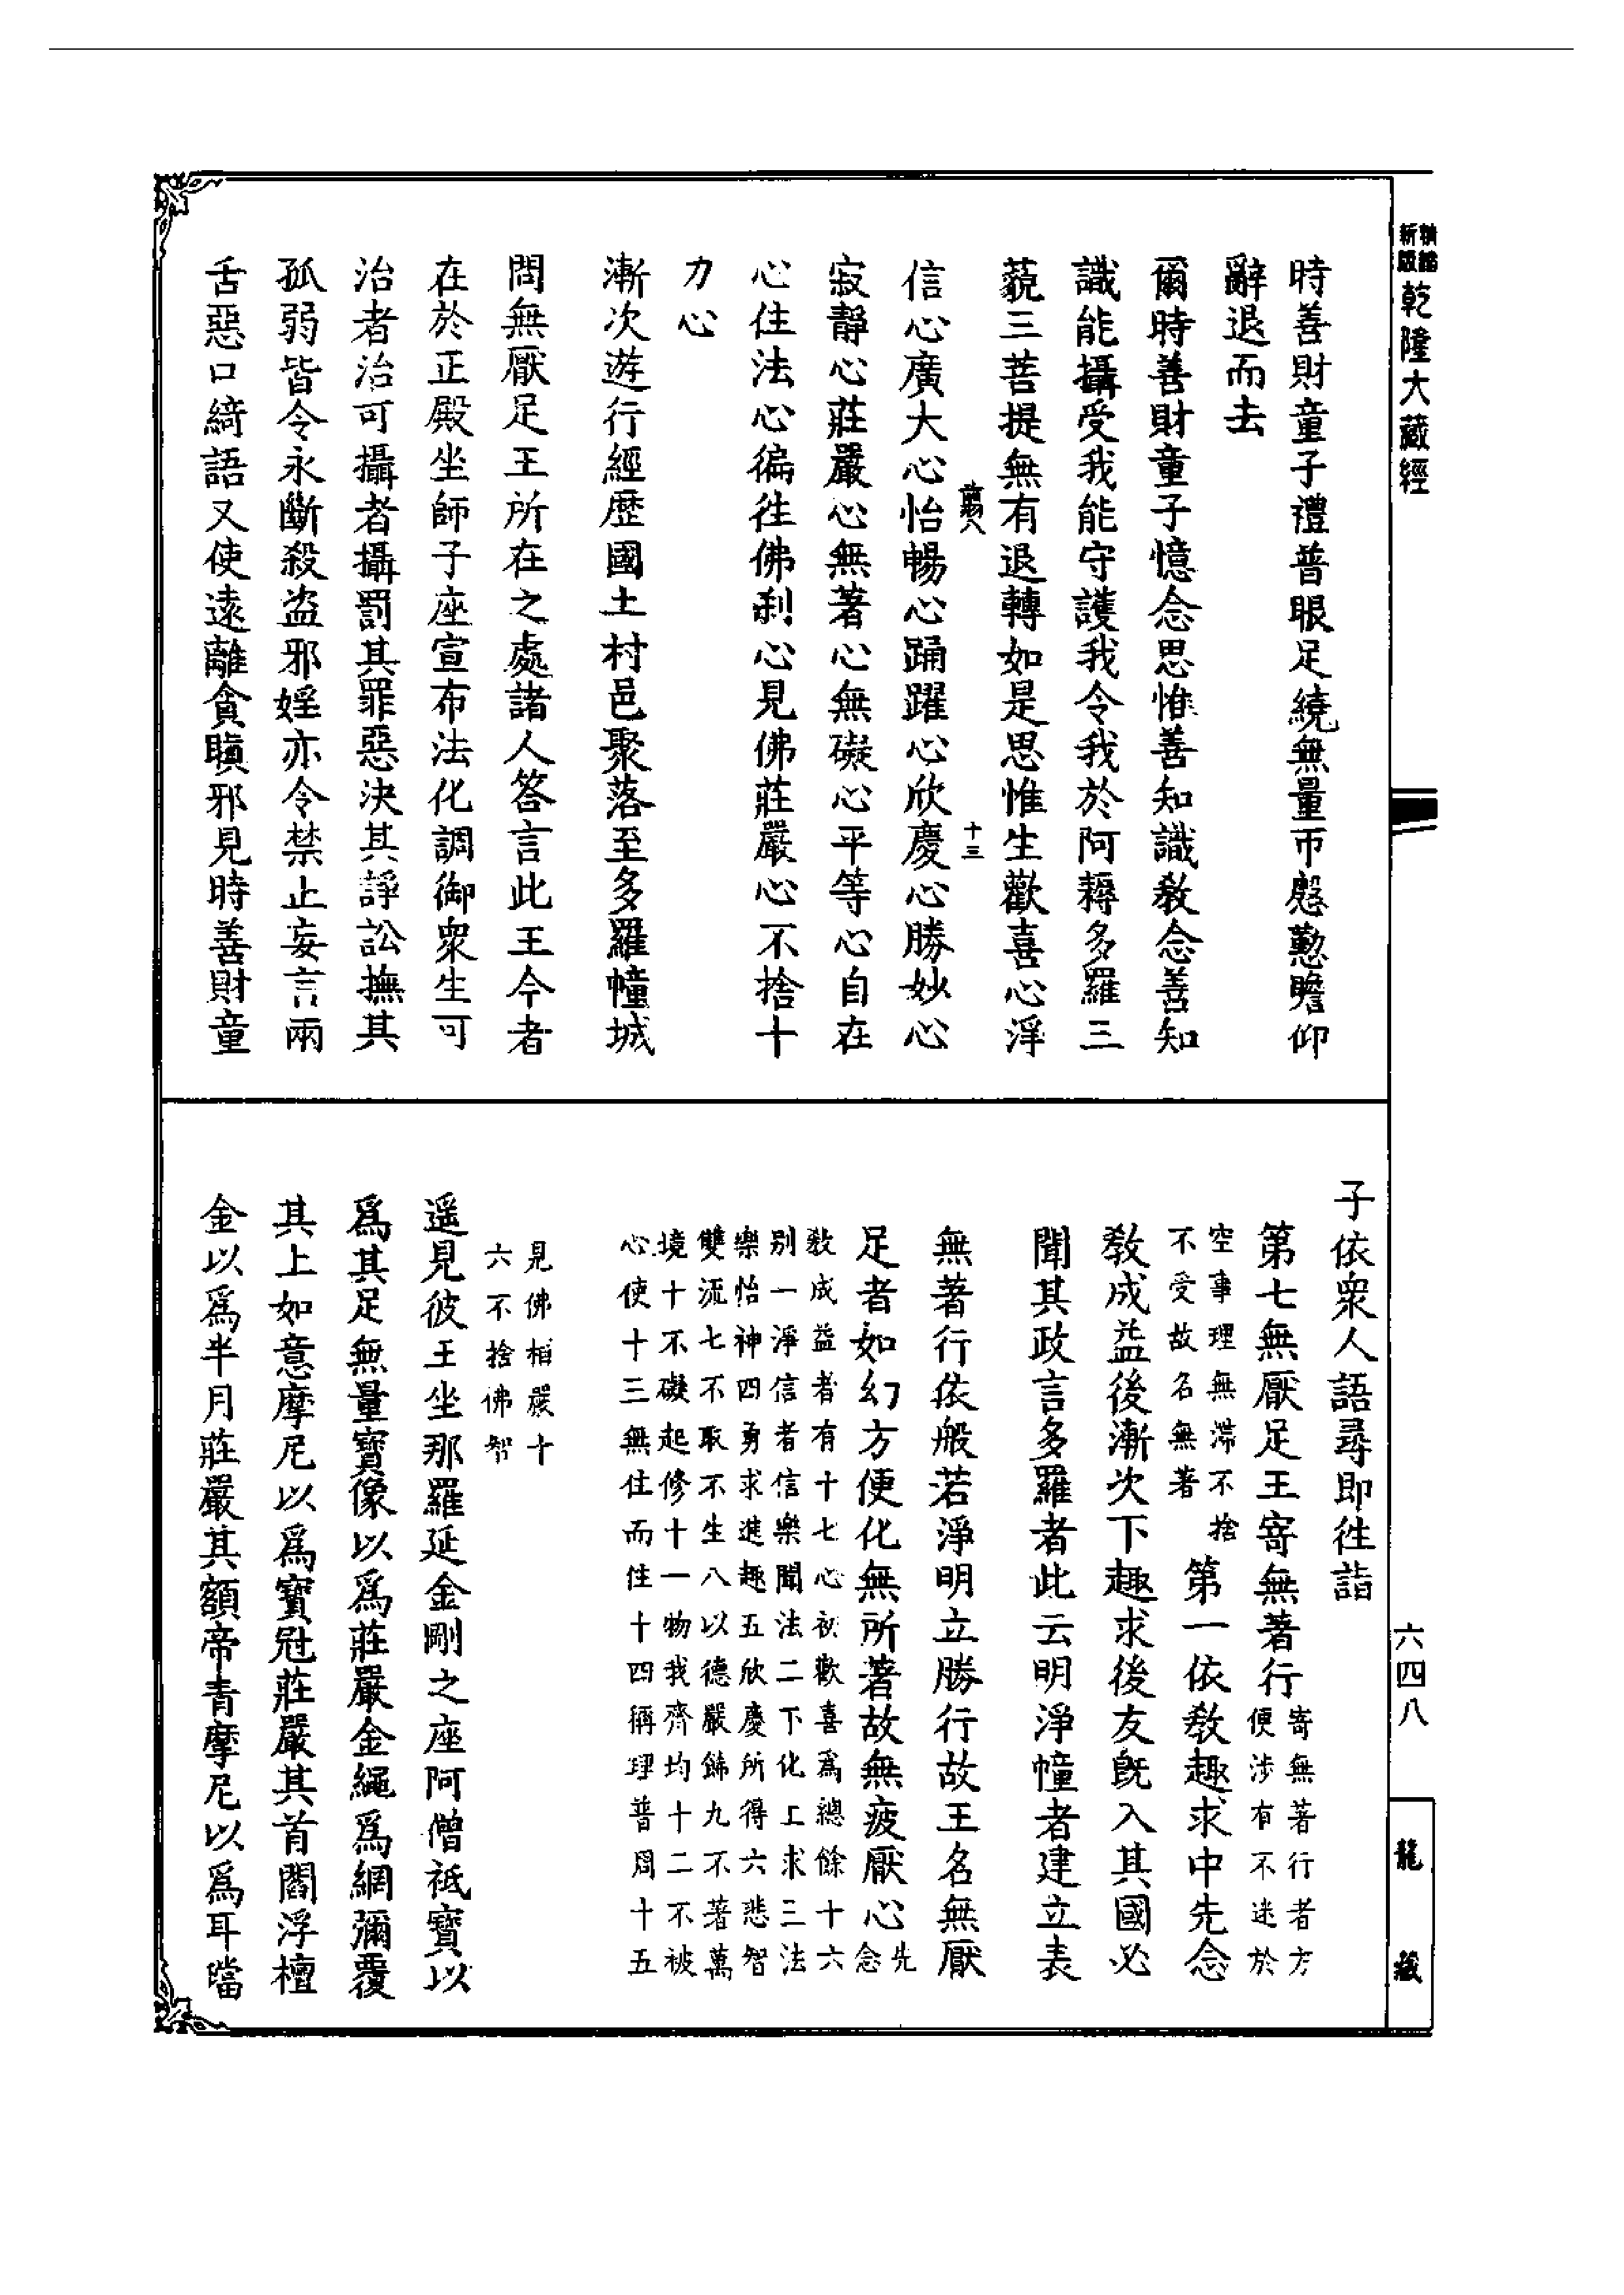 乾隆大藏經
時善財童子禮普眼足繞無量帀慇懃瞻仰
辭退而去
爾時善財童子憶念思惟善知識敎念善知
識能攝受我能守護我令我於阿耨多羅三
藐三菩提無有退轉如是思惟生歡喜心淨
十三
信心廣大心怡暢心踊躍心欣慶心勝妙心
寂靜心莊嚴心無著心無礙心平等心自在
心住法心徧往佛刹心見佛莊嚴心不捨十
力心
漸次遊行經歷國土村邑聚落至多羅幢城
問無厭足王所在之處諸人答言此王今者
在於正殿坐師子座宣布法化調御衆生可
治者治可攝者攝罰其罪惡決其諍訟撫其
孤弱皆令永斷殺盜邪婬亦令禁止妄言兩
舌惡口綺語又使遠離貪瞋邪見時善財童
六四八
龍藏
子依衆人語尋即往詣
第七無厭足王寄無著行
寄無著行者方
便涉有不迷於
空事理無滯不捨
不受故名無著
第一依敎趣求中先念
敎成益後漸次下趣求後友旣入其國必
聞其政言多羅者此云明淨幢者建立表
無著行依般若淨明立勝行故王名無厭
足者如幻方便化無所著故無疲厭心
先
念
敎成益者有十七心初歡喜爲總餘十六
别一淨信者信樂聞法二下化上求三法
樂怡神四勇求進趣五欣慶所得六悲智
雙流七不取不生八以德嚴飾九不著萬
境十不礙起修十一物我齊均十二不被
心使十三無住而住十四稱理普周十五
見佛相嚴十
六不捨佛智
遥見彼王坐那羅延金剛之座阿僧祗寶以
爲其足無量寶像以爲莊嚴金繩爲網彌覆
其上如意摩尼以爲寶冠莊嚴其首閻浮檀
金以爲半月莊嚴其額帝青摩尼以爲耳璫